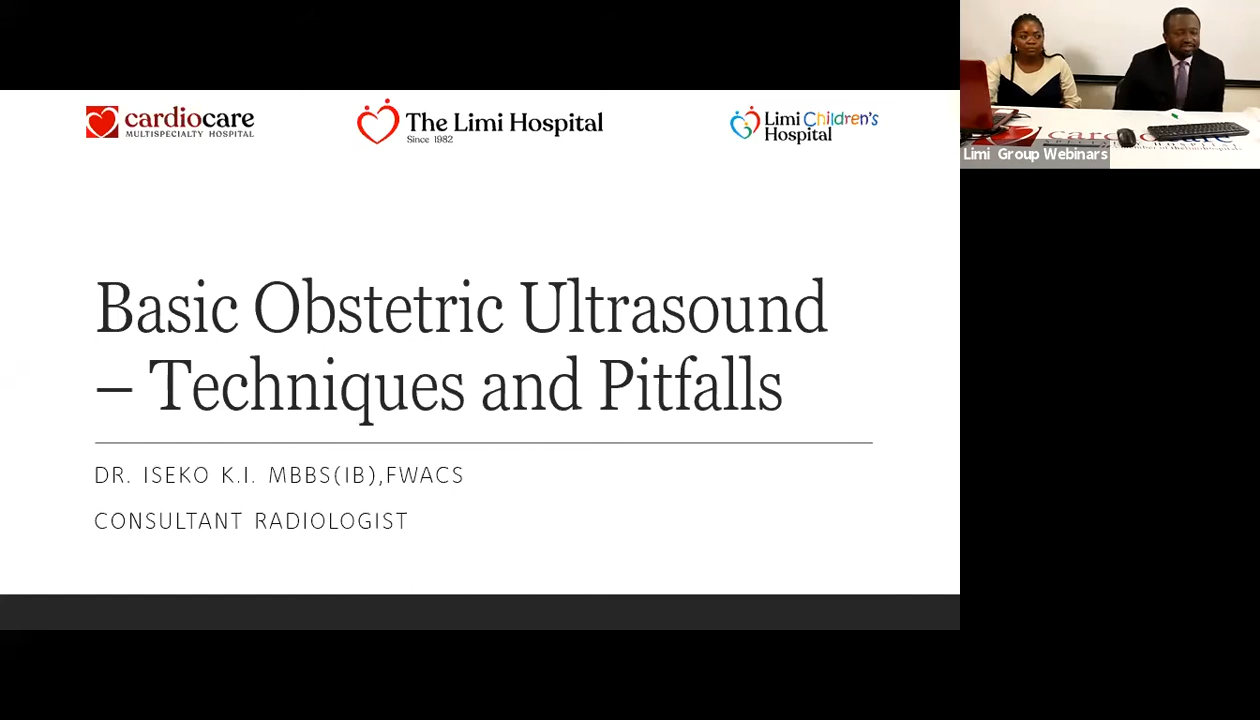 cardiocare
MULTISPECIALTY HOSPITAL
The Limi Hospital
Since 1982
Limi Children's
Hospital
Basic Obstetric Ultrasound
– Techniques and Pitfalls
DR. ISEKO K.I. MBBS(IB),FWACS
CONSULTANT RADIOLOGIST
Limi Group Webinars